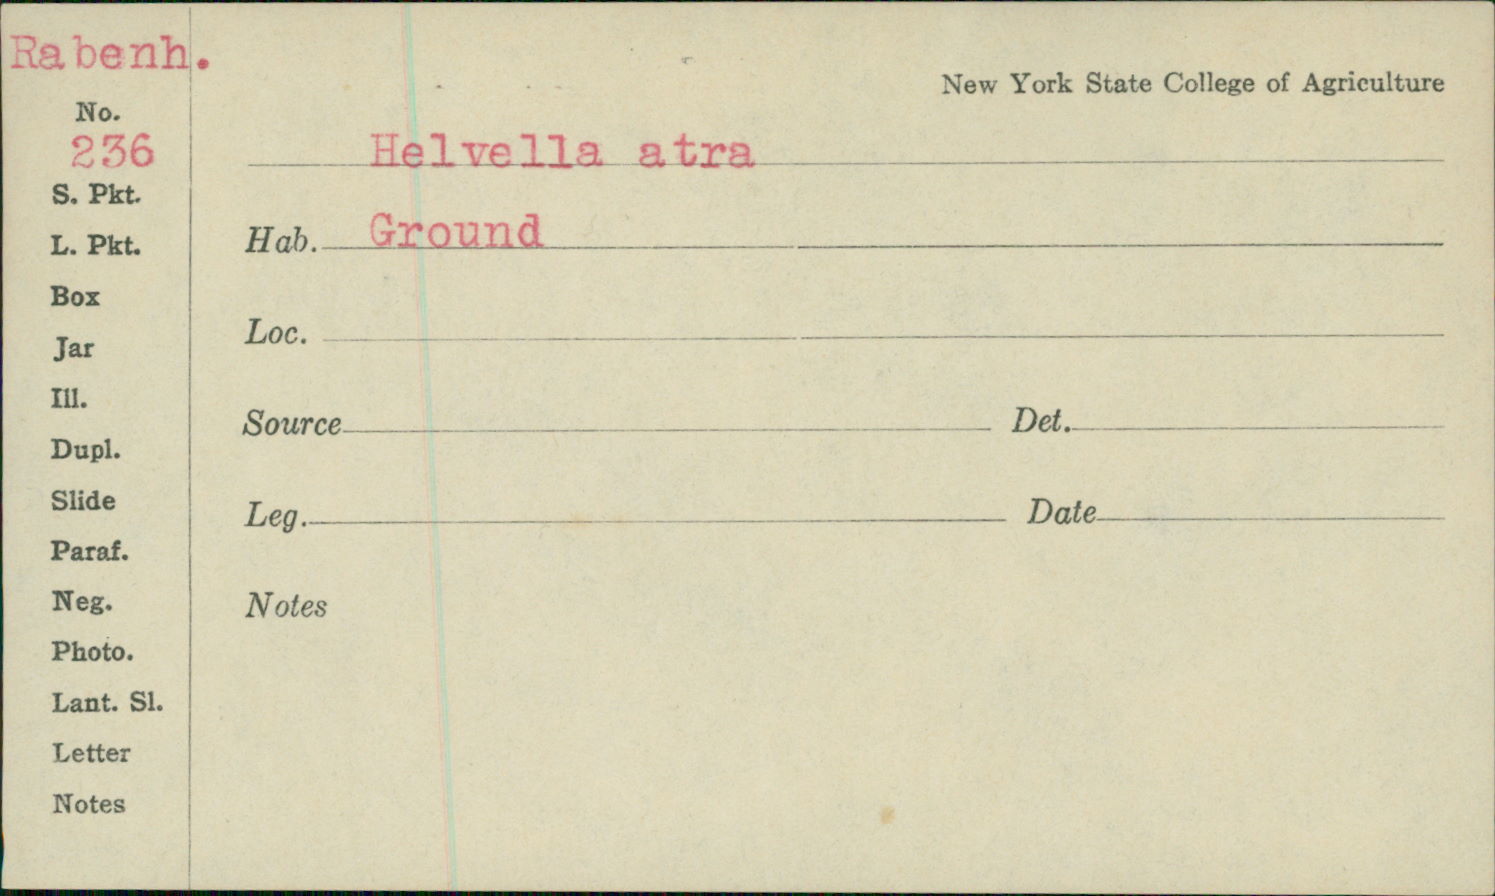 Rabenh.
New York State College of Agriculture
No.
236
Helvella atra
S. Pkt.
Hab. Ground
L. Pkt.
Box
Loc.
Jar
Ill.
Source Det.
Dupl.
Slide
Leg. Date
Paraf.
Neg.
Notes
Photo.
Lant. Sl.
Letter
Notes